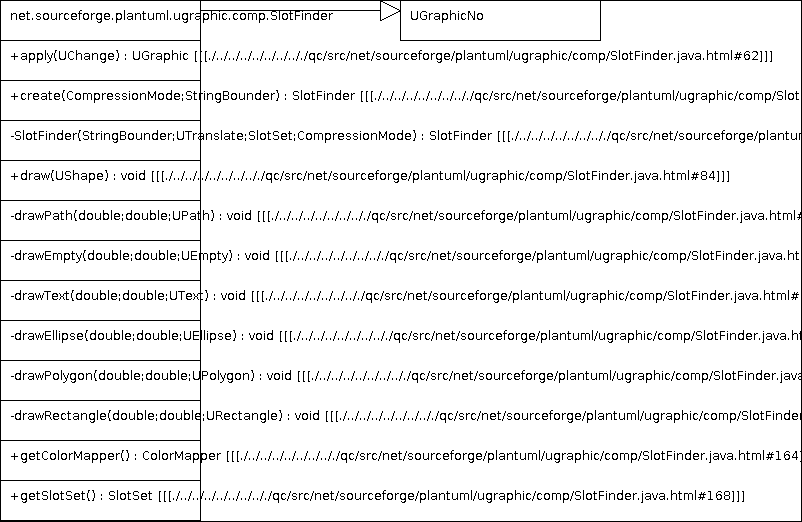 net.sourceforge.plantuml.ugraphic.comp.SlotFinder
UGraphicNo
+apply(UChange) : UGraphic [[[./../../../../../../../qc/src/net/sourceforge/plantuml/ugraphic/comp/SlotFinder.java.html#62]]]
+create(CompressionMode;StringBounder) : SlotFinder [[[./../../../../../../../qc/src/net/sourceforge/plantuml/ugraphic/comp/Slot
-SlotFinder(StringBounder;UTranslate;SlotSet;CompressionMode) : SlotFinder [[[./../../../../../../../qc/src/net/sourceforge/plantum
+draw(UShape) : void [[[./../../../../../../../qc/src/net/sourceforge/plantuml/ugraphic/comp/SlotFinder.java.html#84]]]
-drawPath(double;double;UPath) : void [[[./../../../../../../../qc/src/net/sourceforge/plantuml/ugraphic/comp/SlotFinder.java.html#
-drawEmpty(double;double;UEmpty) : void [[[./../../../../../../../qc/src/net/sourceforge/plantuml/ugraphic/comp/SlotFinder.java.ht
-drawText(double;double;UText) : void [[[./../../../../../../../qc/src/net/sourceforge/plantuml/ugraphic/comp/SlotFinder.java.html#
-drawEllipse(double;double;UEllipse) : void [[[./../../../../../../../qc/src/net/sourceforge/plantuml/ugraphic/comp/SlotFinder.java.h
-drawPolygon(double;double;UPolygon) : void [[[./../../../../../../../qc/src/net/sourceforge/plantuml/ugraphic/comp/SlotFinder.java
-drawRectangle(double;double;URectangle) : void [[[./../../../../../../../qc/src/net/sourceforge/plantuml/ugraphic/comp/SlotFinder
+getColorMapper() : ColorMapper [[[./../../../../../../../qc/src/net/sourceforge/plantuml/ugraphic/comp/SlotFinder.java.html#164]
+getSlotSet() : SlotSet [[[./../../../../../../../qc/src/net/sourceforge/plantuml/ugraphic/comp/SlotFinder.java.html#168]]]